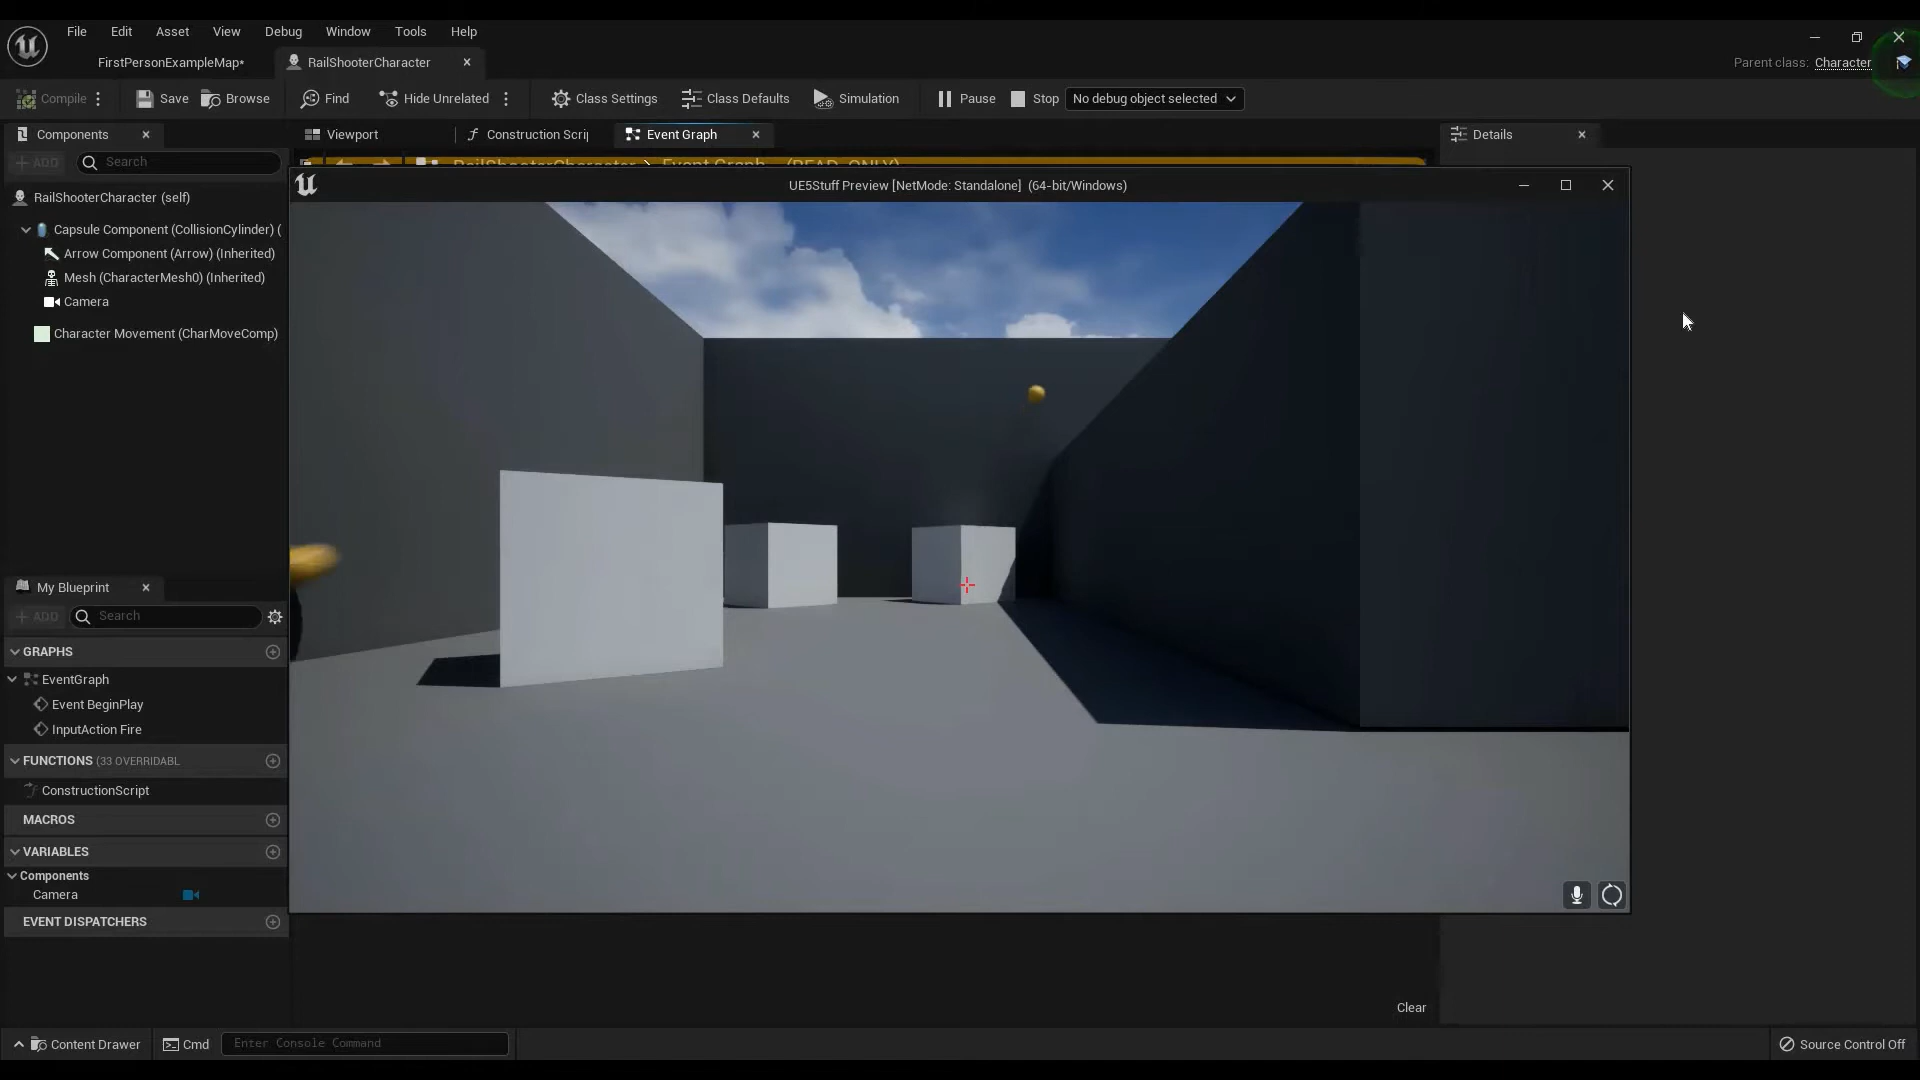 File Edit Asset View Debug Window Tools Help
FirstPersonExampleMap* RailShooterCharacter Parent class: Character
Compile Save Browse Find Hide Unrelated Class Settings Class Defaults Simulation Pause Stop No debug object selected
Components Viewport Construction Scrip Event Graph Details
ADD Search
RailShooterCharacter Event Graph (READ-ONLY)
UE5Stuff Preview [NetMode: Standalone] (64-bit/Windows)
RailShooterCharacter (self)
Capsule Component (CollisionCylinder) (
Arrow Component (Arrow) (Inherited)
Mesh (CharacterMesh0) (Inherited)
Camera
Character Movement (CharMoveComp)
My Blueprint
ADD Search
GRAPHS
EventGraph
Event BeginPlay
InputAction Fire
FUNCTIONS (33 OVERRIDABL
ConstructionScript
MACROS
VARIABLES
Components
Camera
EVENT DISPATCHERS
Clear
Content Drawer Cmd Enter Console Command Source Control Off